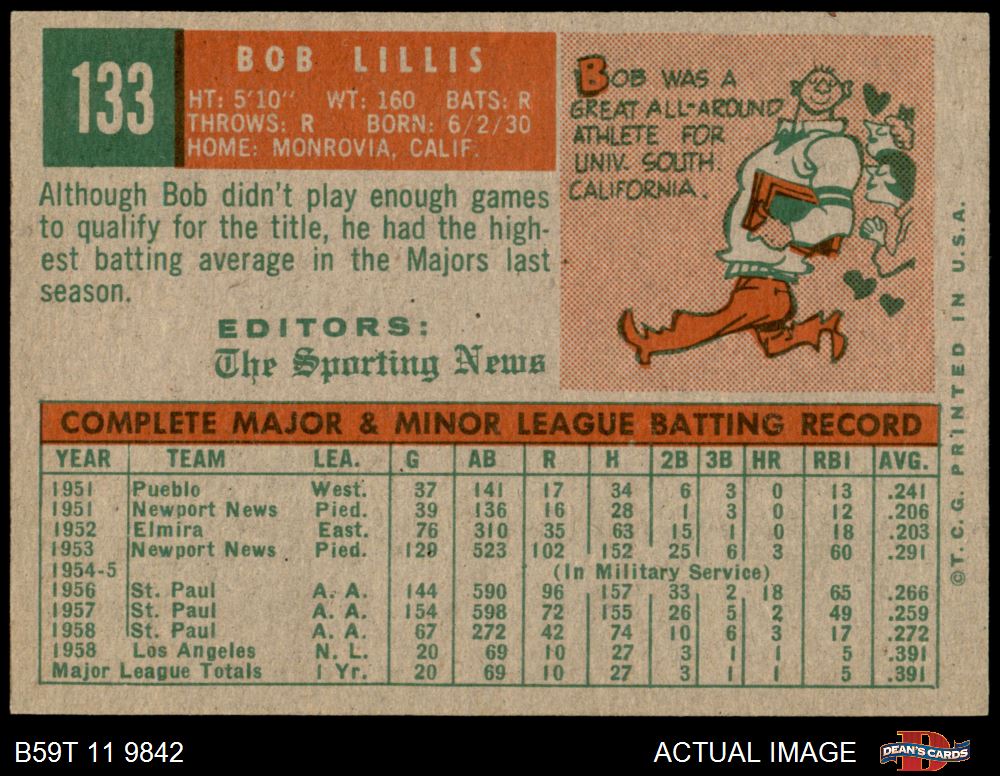 133
BOB LILLIS
HT: 5'10" WT: 160 BATS: R
THROWS: R BORN: 6/2/30
HOME: MONROVIA, CALIF.
Although Bob didn't play enough games
to qualify for the title, he had the high-
est batting average in the Majors last
season.
EDITORS:
The Sporting News
BOB WAS A
GREAT ALL-AROUND
ATHLETE FOR
UNIV. SOUTH.
CALIFORNIA.
©T. C. G. PRINTED IN U.S.A.
COMPLETE MAJOR & MINOR LEAGUE BATTING RECORD
YEAR TEAM LEA. G AB R H 2B 3B HR RBI AVG.
1951 Pueblo West. 37 141 17 34 6 3 0 13 .241
1951 Newport News Pied. 39 136 16 28 1 3 0 12 .206
1952 Elmira East. 76 310 35 63 15 1 0 18 .203
1953 Newport News Pied. 129 523 102 152 25 6 3 60 .291
1954-5 (In Military Service)
1956 St. Paul A. A. 144 590 96 157 33 2 18 65 .266
1957 St. Paul A. A. 154 598 72 155 26 5 2 49 .259
1958 St. Paul A. A. 67 272 42 74 10 6 3 17 .272
1958 Los Angeles N. L. 20 69 10 27 3 1 1 5 .391
Major League Totals 1 Yr. 20 69 10 27 3 1 1 5 .391
B59T 11 9842
ACTUAL IMAGE
D
DEAN'S CARDS